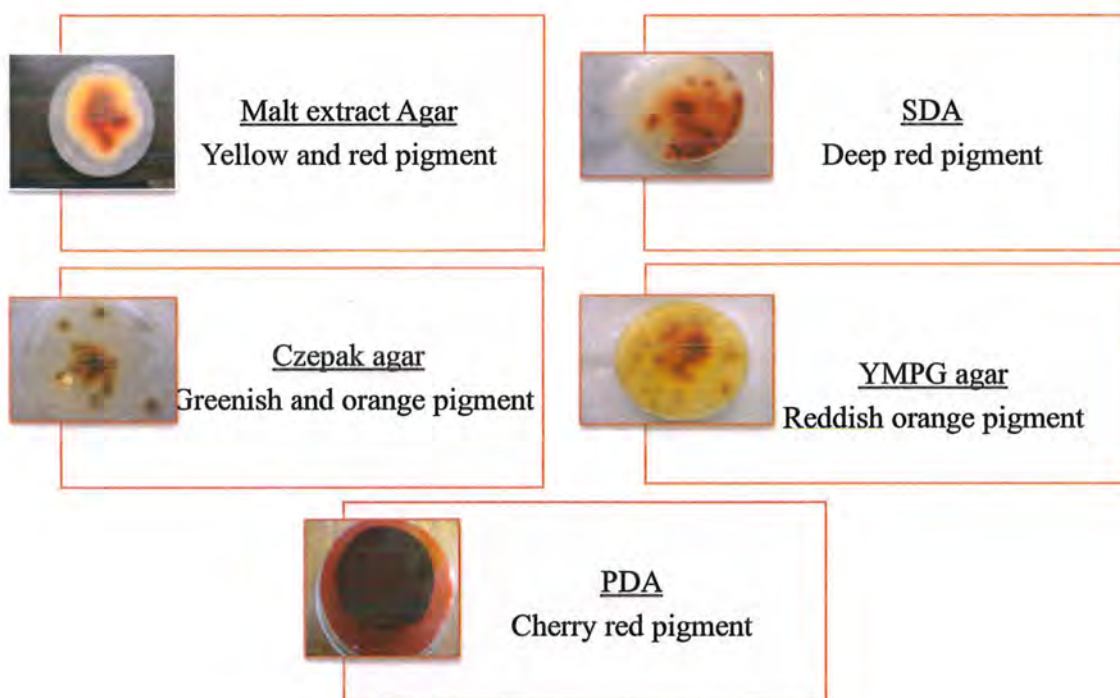 Malt extract Agar
Yellow and red pigment
SDA
Deep red pigment
Czepak agar
Greenish and orange pigment
YMPG agar
Reddish orange pigment
PDA
Cherry red pigment